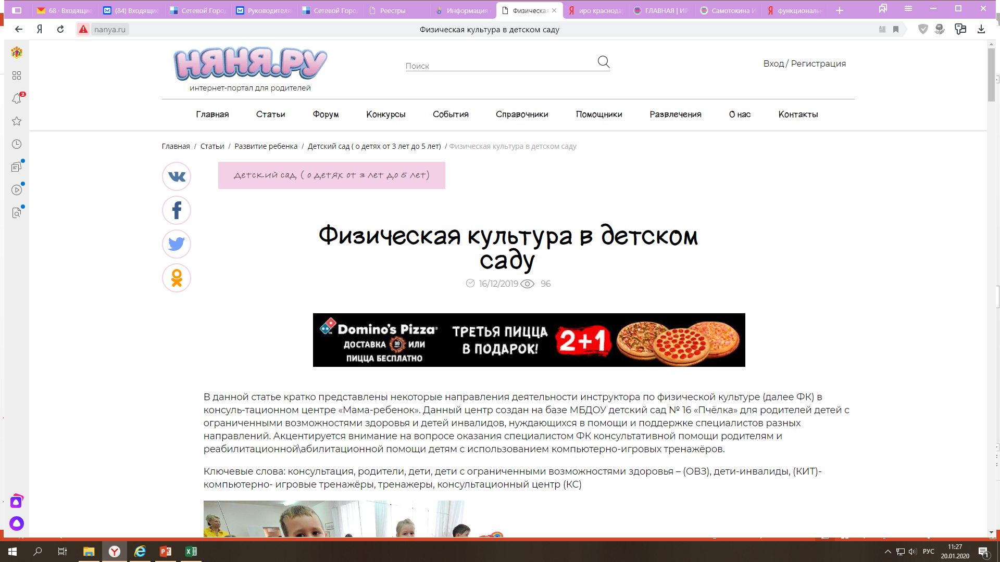 68 · Входящие
(84) Входящие
Сетевой Город
Руководителя
Сетевой Город
Реестры
Информация
Физическая
иро краснодар
ГЛАВНАЯ | ИР
Самотокина И
функциональн
nanya.ru
Физическая культура в детском саду
2
НЯНЯ.РУ
интернет-портал для родителей
Поиск
Вход / Регистрация
Главная Статьи Форум Конкурсы События Справочники Помощники Развлечения О нас Контакты
Главная / Статьи / Развитие ребенка / Детский сад ( о детях от 3 лет до 5 лет) / Физическая культура в детском саду
Детский сад ( о детях от 3 лет до 5 лет)
Физическая культура в детском
саду
16/12/2019 96
Domino's Pizza
ДОСТАВКА 30 ИЛИ
ПИЦЦА БЕСПЛАТНО
ТРЕТЬЯ ПИЦЦА
В ПОДАРОК!
2+1
В данной статье кратко представлены некоторые направления деятельности инструктора по физической культуре (далее ФК) в
консуль-тационном центре «Мама-ребенок». Данный центр создан на базе МБДОУ детский сад № 16 «Пчёлка» для родителей детей с
ограниченными возможностями здоровья и детей инвалидов, нуждающихся в помощи и поддержке специалистов разных
направлений. Акцентируется внимание на вопросе оказания специалистом ФК консультативной помощи родителям и
реабилитационной\абилитационной помощи детям с использованием компьютерно-игровых тренажёров.
Ключевые слова: консультация, родители, дети, дети с ограниченными возможностями здоровья – (ОВЗ), дети-инвалиды, (КИТ)-
компьютерно- игровые тренажёры, тренажеры, консультационный центр (КС)
РУС
11:27
20.01.2020
1